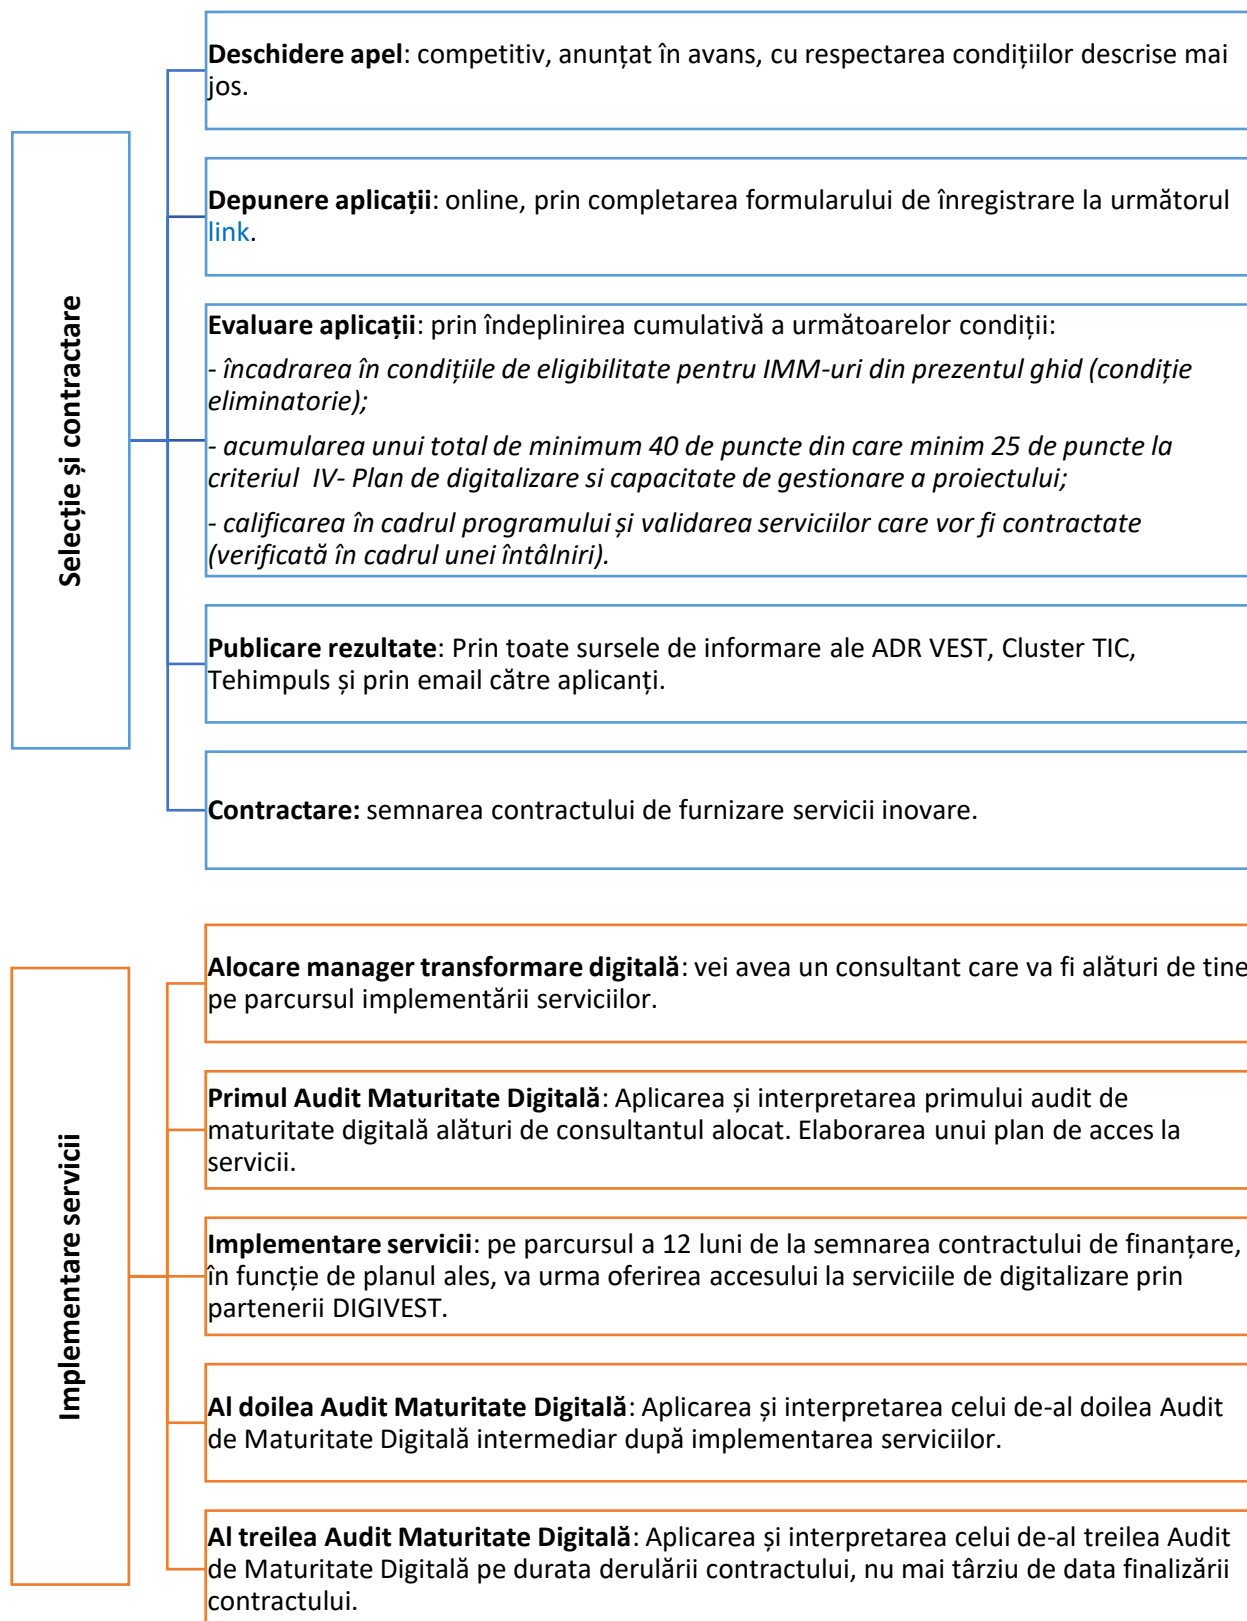 Selecție și contractare
Deschidere apel: competitiv, anunțat în avans, cu respectarea condițiilor descrise mai
jos.
Depunere aplicații: online, prin completarea formularului de înregistrare la următorul
link.
Evaluare aplicații: prin îndeplinirea cumulativă a următoarelor condiții:
- încadrarea în condițiile de eligibilitate pentru IMM-uri din prezentul ghid (condiție
eliminatorie);
- acumularea unui total de minimum 40 de puncte din care minim 25 de puncte la
criteriul IV- Plan de digitalizare si capacitate de gestionare a proiectului;
- calificarea în cadrul programului și validarea serviciilor care vor fi contractate
(verificată în cadrul unei întâlniri).
Publicare rezultate: Prin toate sursele de informare ale ADR VEST, Cluster TIC,
Tehimpuls și prin email către aplicanți.
Contractare: semnarea contractului de furnizare servicii inovare.
Implementare servicii
Alocare manager transformare digitală: vei avea un consultant care va fi alături de tine
pe parcursul implementării serviciilor.
Primul Audit Maturitate Digitală: Aplicarea și interpretarea primului audit de
maturitate digitală alături de consultantul alocat. Elaborarea unui plan de acces la
servicii.
Implementare servicii: pe parcursul a 12 luni de la semnarea contractului de finanțare,
în funcție de planul ales, va urma oferirea accesului la serviciile de digitalizare prin
partenerii DIGIVEST.
Al doilea Audit Maturitate Digitală: Aplicarea și interpretarea celui de-al doilea Audit
de Maturitate Digitală intermediar după implementarea serviciilor.
Al treilea Audit Maturitate Digitală: Aplicarea și interpretarea celui de-al treilea Audit
de Maturitate Digitală pe durata derulării contractului, nu mai târziu de data finalizării
contractului.